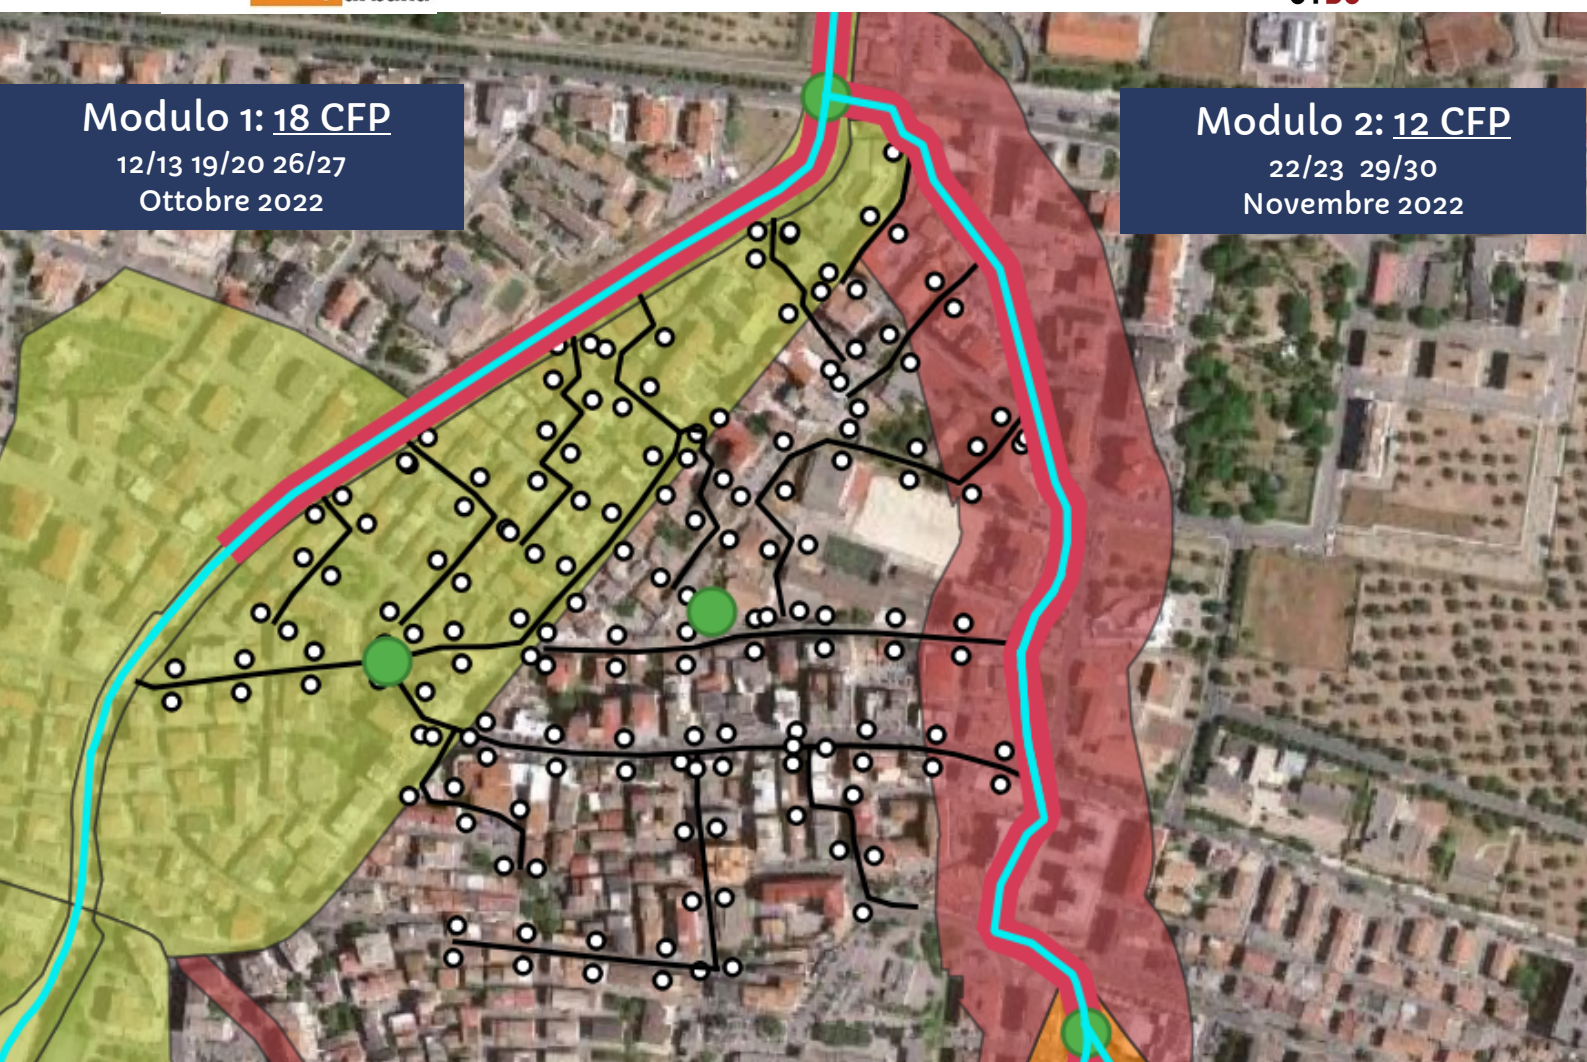 Modulo 1: 18 CFP
12/13 19/20 26/27
Ottobre 2022
Modulo 2: 12 CFP
22/23 29/30
Novembre 2022